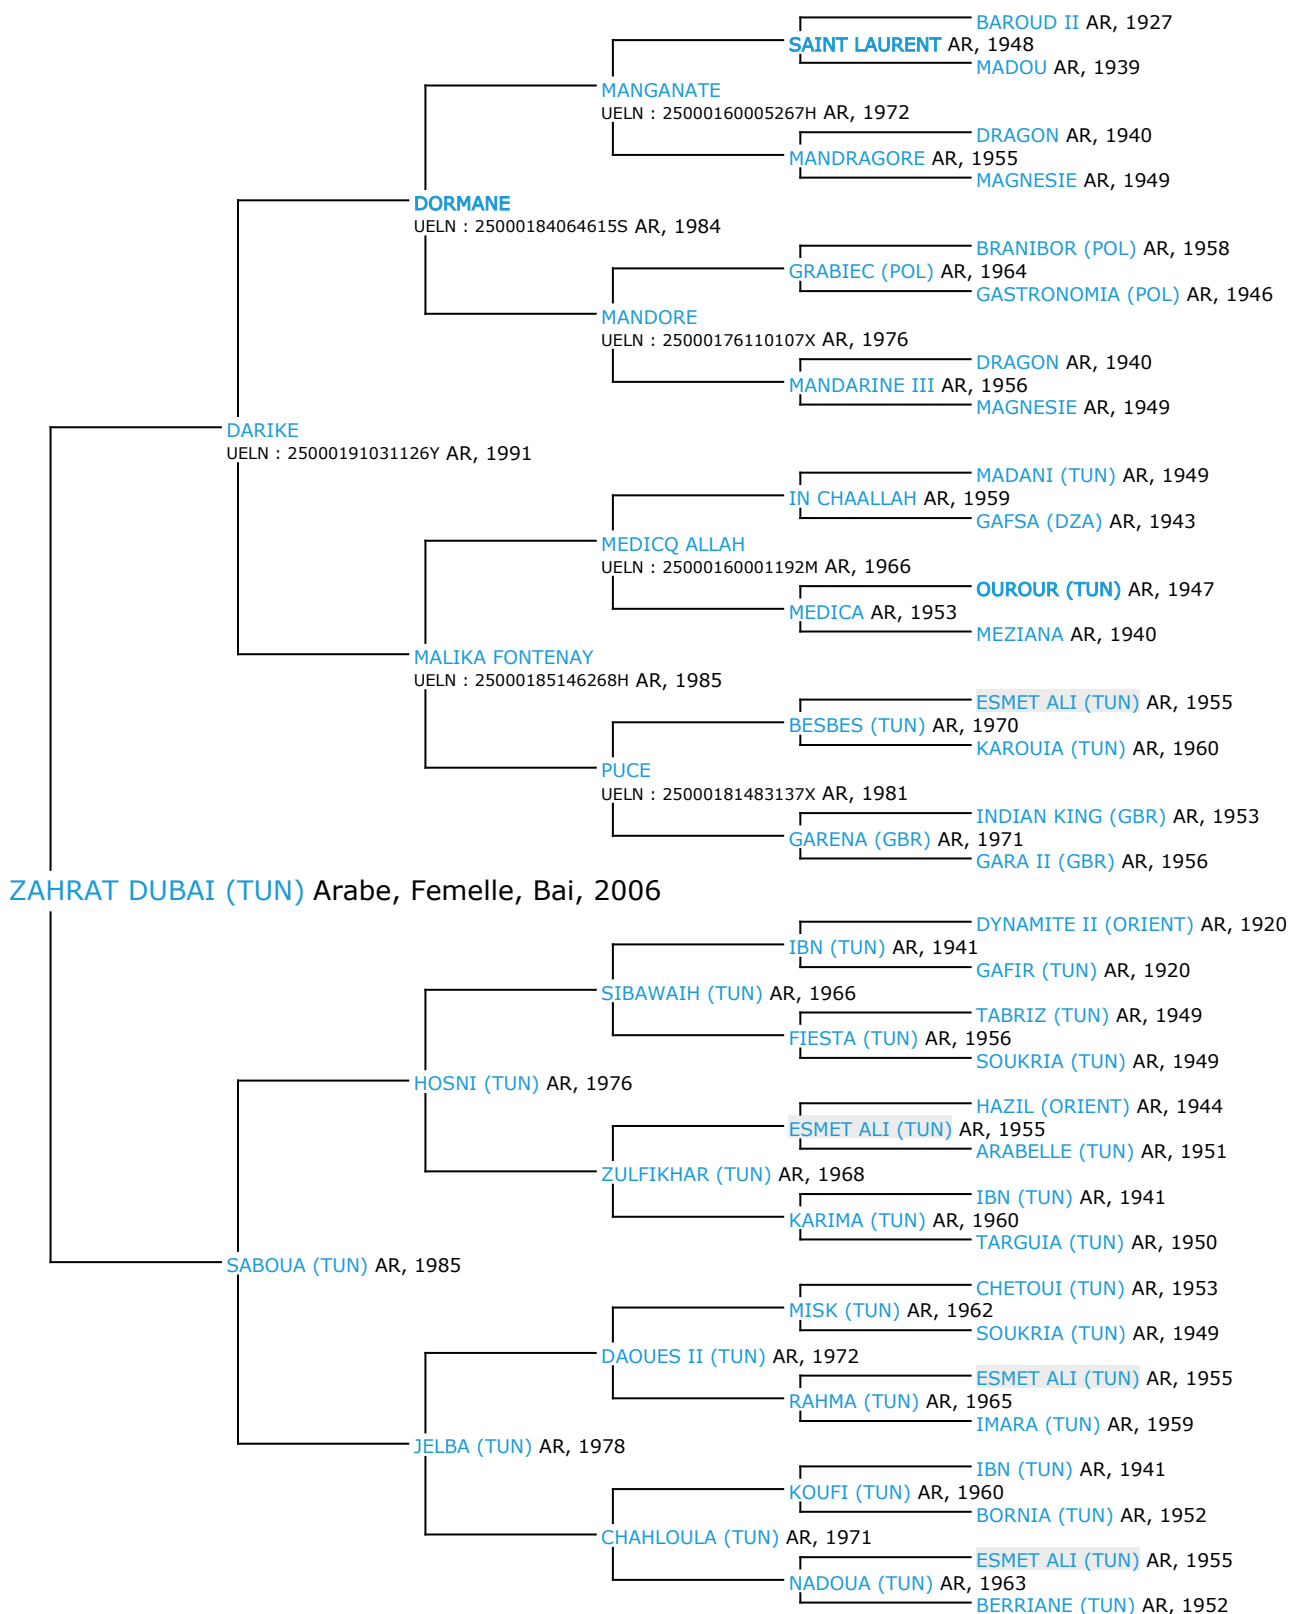 BAROUD II AR, 1927
SAINT LAURENT AR, 1948
MADOU AR, 1939
MANGANATE
UELN : 25000160005267H AR, 1972
DRAGON AR, 1940
MANDRAGORE AR, 1955
MAGNESIE AR, 1949
DORMANE
UELN : 25000184064615S AR, 1984
BRANIBOR (POL) AR, 1958
GRABIEC (POL) AR, 1964
GASTRONOMIA (POL) AR, 1946
MANDORE
UELN : 25000176110107X AR, 1976
DRAGON AR, 1940
MANDARINE III AR, 1956
MAGNESIE AR, 1949
DARIKE
UELN : 25000191031126Y AR, 1991
MADANI (TUN) AR, 1949
IN CHAALLAH AR, 1959
GAFSA (DZA) AR, 1943
MEDICQ ALLAH
UELN : 25000160001192M AR, 1966
OUROUR (TUN) AR, 1947
MEDICA AR, 1953
MEZIANA AR, 1940
MALIKA FONTENAY
UELN : 25000185146268H AR, 1985
ESMET ALI (TUN) AR, 1955
BESBES (TUN) AR, 1970
KAROUIA (TUN) AR, 1960
PUCE
UELN : 25000181483137X AR, 1981
INDIAN KING (GBR) AR, 1953
GARENA (GBR) AR, 1971
GARA II (GBR) AR, 1956
ZAHRAT DUBAI (TUN) Arabe, Femelle, Bai, 2006
DYNAMITE II (ORIENT) AR, 1920
IBN (TUN) AR, 1941
GAFIR (TUN) AR, 1920
SIBAWAIH (TUN) AR, 1966
TABRIZ (TUN) AR, 1949
FIESTA (TUN) AR, 1956
SOUKRIA (TUN) AR, 1949
HOSNI (TUN) AR, 1976
HAZIL (ORIENT) AR, 1944
ESMET ALI (TUN) AR, 1955
ARABELLE (TUN) AR, 1951
ZULFIKHAR (TUN) AR, 1968
IBN (TUN) AR, 1941
KARIMA (TUN) AR, 1960
TARGUIA (TUN) AR, 1950
SABOUA (TUN) AR, 1985
CHETOUI (TUN) AR, 1953
MISK (TUN) AR, 1962
SOUKRIA (TUN) AR, 1949
DAOUES II (TUN) AR, 1972
ESMET ALI (TUN) AR, 1955
RAHMA (TUN) AR, 1965
IMARA (TUN) AR, 1959
JELBA (TUN) AR, 1978
IBN (TUN) AR, 1941
KOUFI (TUN) AR, 1960
BORNIA (TUN) AR, 1952
CHAHLOULA (TUN) AR, 1971
ESMET ALI (TUN) AR, 1955
NADOUA (TUN) AR, 1963
BERRIANE (TUN) AR, 1952